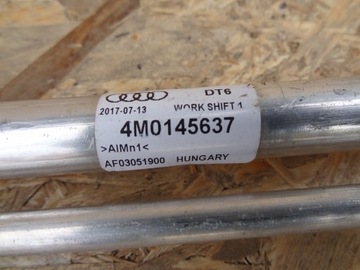 DT6
2017-07-13 WORK SHIFT 1
4M0145637
>AlMn1<
AF03051900 HUNGARY